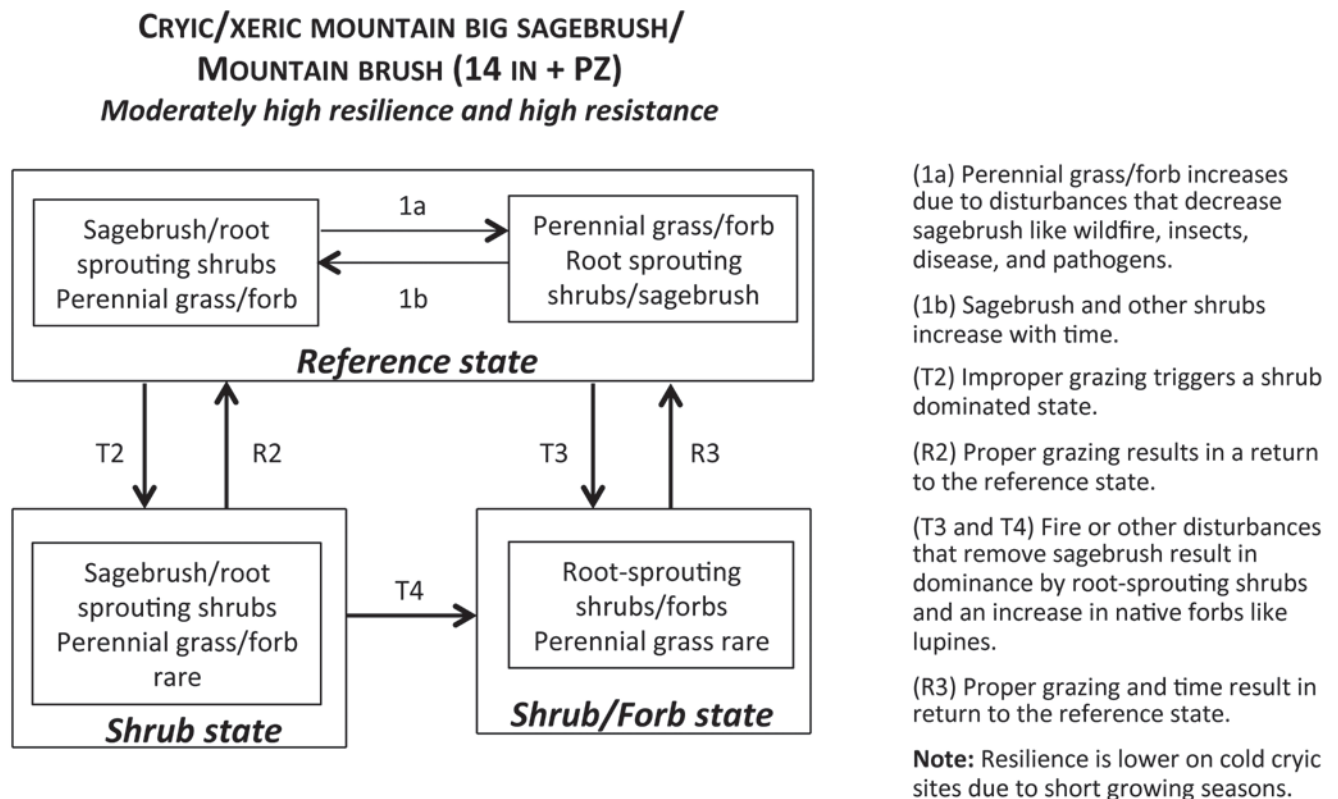 CRYIC/XERIC MOUNTAIN BIG SAGEBRUSH/
MOUNTAIN BRUSH (14 IN + PZ)
Moderately high resilience and high resistance
Sagebrush/root
sprouting shrubs
Perennial grass/forb
1a
1b
Perennial grass/forb
Root sprouting
shrubs/sagebrush
Reference state
T2
R2
T3
R3
Sagebrush/root
sprouting shrubs
Perennial grass/forb
rare
Shrub state
T4
Root-sprouting
shrubs/forbs
Perennial grass rare
Shrub/Forb state
(1a) Perennial grass/forb increases
due to disturbances that decrease
sagebrush like wildfire, insects,
disease, and pathogens.
(1b) Sagebrush and other shrubs
increase with time.
(T2) Improper grazing triggers a shrub
dominated state.
(R2) Proper grazing results in a return
to the reference state.
(T3 and T4) Fire or other disturbances
that remove sagebrush result in
dominance by root-sprouting shrubs
and an increase in native forbs like
lupines.
(R3) Proper grazing and time result in
return to the reference state.
Note: Resilience is lower on cold cryic
sites due to short growing seasons.